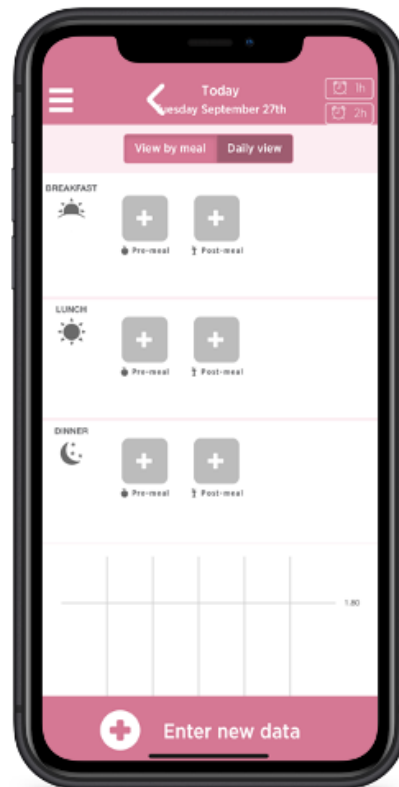 Today
Tuesday September 27th
1h
2h
View by meal Daily view
BREAKFAST
Pre-meal Post-meal
LUNCH
Pre-meal Post-meal
DINNER
Pre-meal Post-meal
1.80
Enter new data